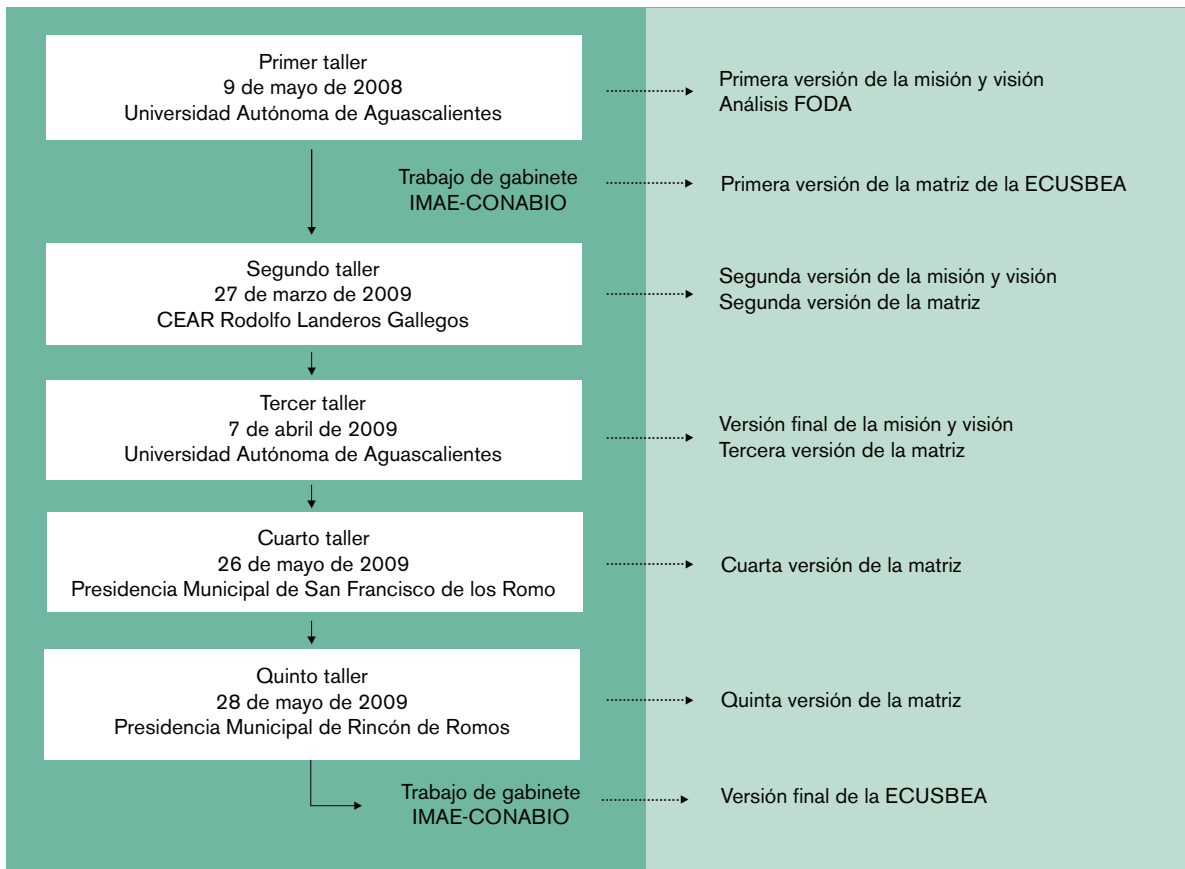 Primer taller
9 de mayo de 2008
Universidad Autónoma de Aguascalientes
Primera versión de la misión y visión
Análisis FODA
Trabajo de gabinete
IMAE-CONABIO
Primera versión de la matriz de la ECUSBEA
Segundo taller
27 de marzo de 2009
CEAR Rodolfo Landeros Gallegos
Segunda versión de la misión y visión
Segunda versión de la matriz
Tercer taller
7 de abril de 2009
Universidad Autónoma de Aguascalientes
Versión final de la misión y visión
Tercera versión de la matriz
Cuarto taller
26 de mayo de 2009
Presidencia Municipal de San Francisco de los Romo
Cuarta versión de la matriz
Quinto taller
28 de mayo de 2009
Presidencia Municipal de Rincón de Romos
Quinta versión de la matriz
Trabajo de gabinete
IMAE-CONABIO
Versión final de la ECUSBEA